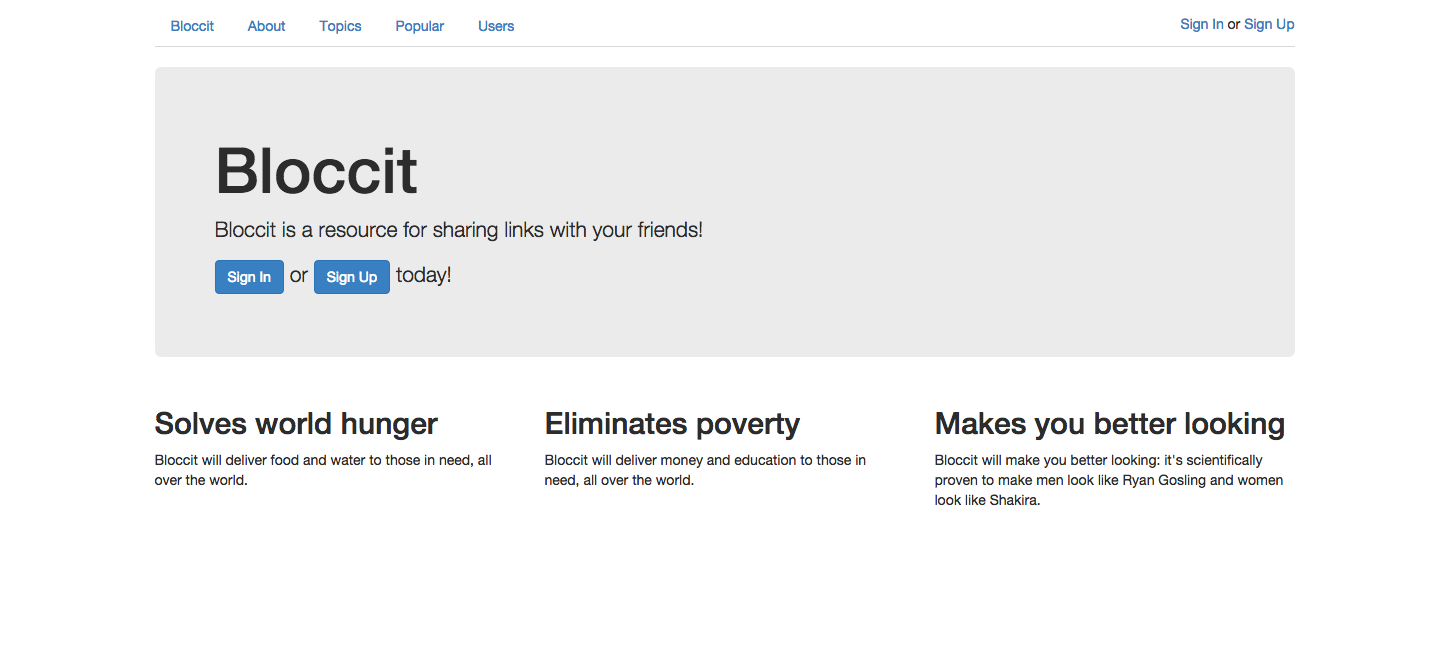 Bloccit About Topics Popular Users Sign In or Sign Up
Bloccit
Bloccit is a resource for sharing links with your friends!
Sign In or Sign Up today!
Solves world hunger
Bloccit will deliver food and water to those in need, all
over the world.
Eliminates poverty
Bloccit will deliver money and education to those in
need, all over the world.
Makes you better looking
Bloccit will make you better looking: it's scientifically
proven to make men look like Ryan Gosling and women
look like Shakira.